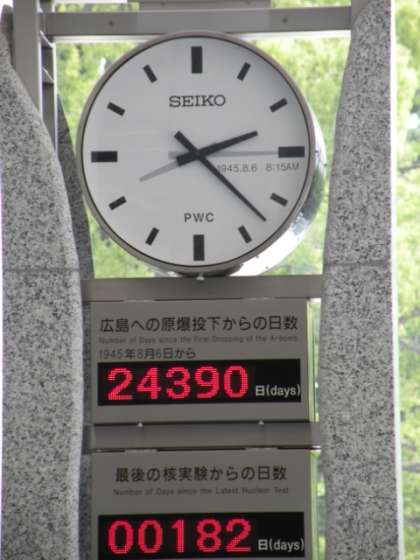 SEIKO
1945.8.6 8:15AM
PWC
広島への原爆投下からの日数
Number of Days since the First Dropping of the A-bomb
1945年8月6日から
24390 日(days)
最後の核実験からの日数
Number of Days since the Latest Nuclear Test
00182 日(days)